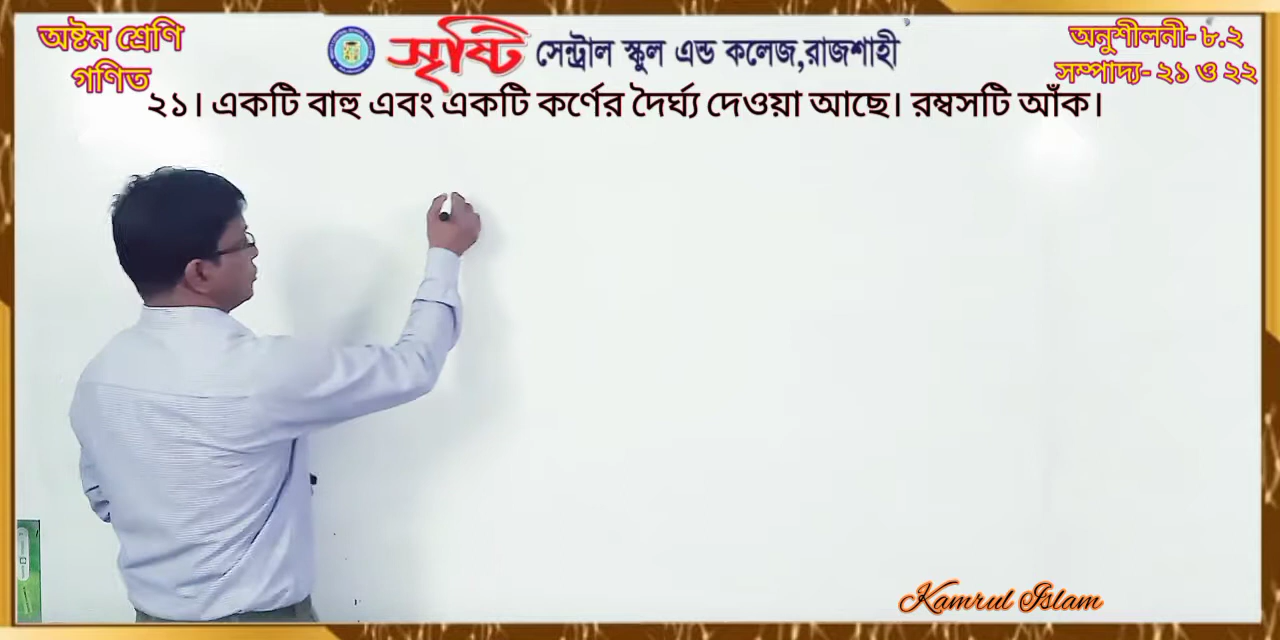 অষ্টম শ্রেণি
গণিত
সৃষ্টি সেন্ট্রাল স্কুল এন্ড কলেজ,রাজশাহী
অনুশীলনী- ৮.২
সম্পাদ্য- ২১ ও ২২
২১। একটি বাহু এবং একটি কর্ণের দৈর্ঘ্য দেওয়া আছে। রম্বসটি আঁক।
Kamrul Islam